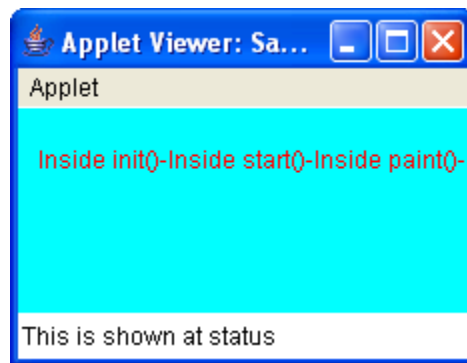 Applet Viewer: Sa...
Applet
Inside init()-Inside start()-Inside paint()-
This is shown at status